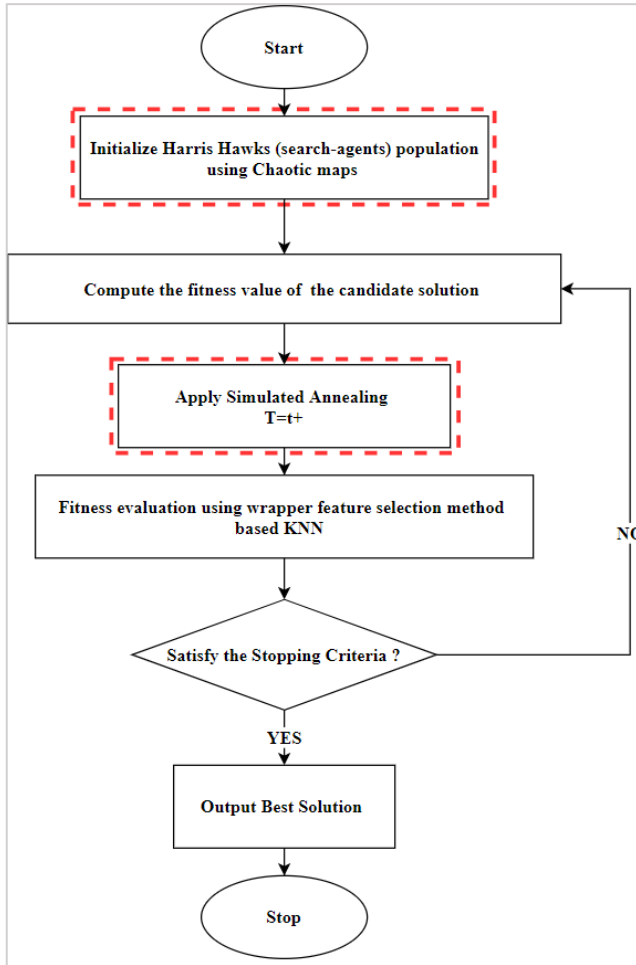 Start
Initialize Harris Hawks (search-agents) population
using Chaotic maps
Compute the fitness value of the candidate solution
Apply Simulated Annealing
T=t+
Fitness evaluation using wrapper feature selection method
based KNN
NO
Satisfy the Stopping Criteria ?
YES
Output Best Solution
Stop